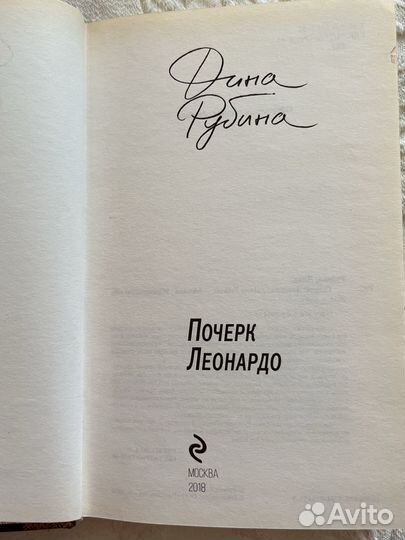 Дина
Рубина
Почерк
Леонардо
МОСКВА
2018
Avito